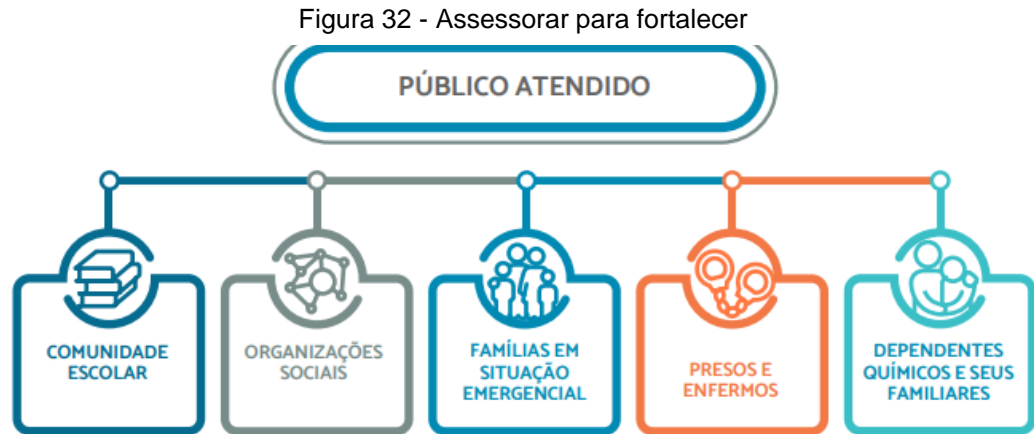 Figura 32 - Assessorar para fortalecer
PÚBLICO ATENDIDO
COMUNIDADE
ESCOLAR
ORGANIZAÇÕES
SOCIAIS
FAMÍLIAS EM
SITUAÇÃO
EMERGENCIAL
PRESOS E
ENFERMOS
DEPENDENTES
QUÍMICOS E SEUS
FAMILIARES